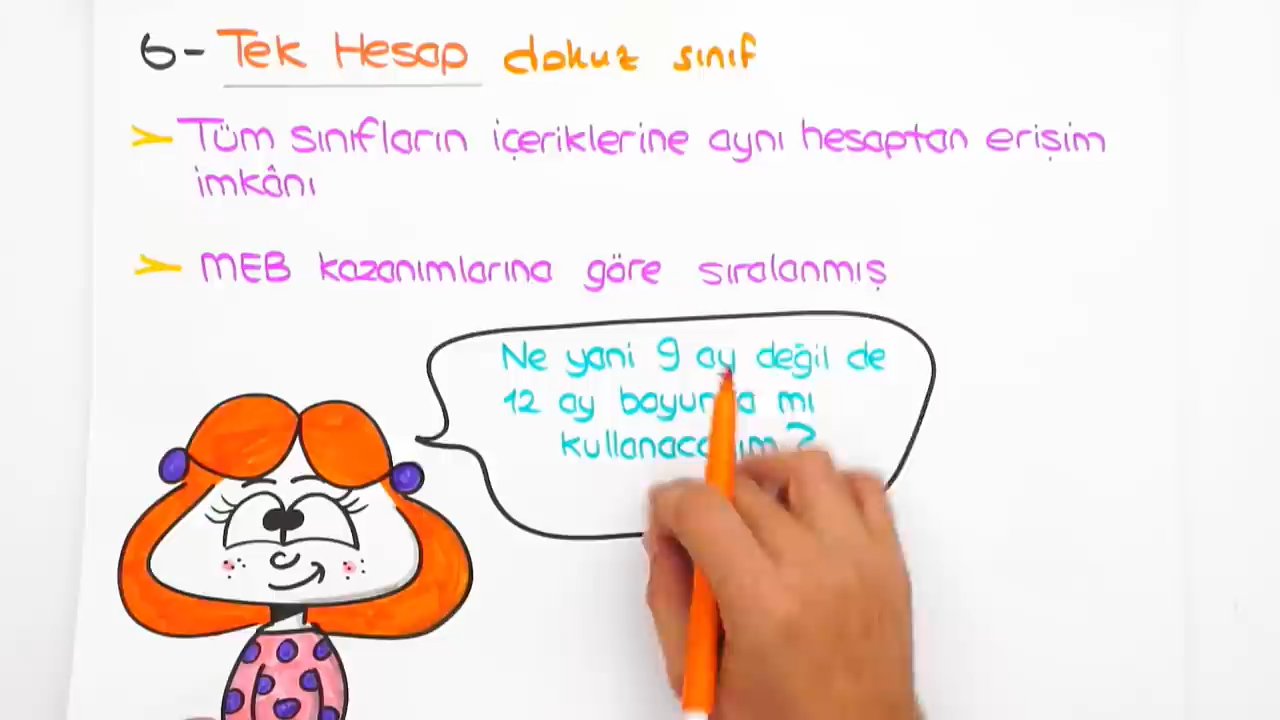 6- Tek Hesap dokuz sınıf
Tüm sınıfların içeriklerine aynı hesaptan erişim
imkânı
MEB kazanımlarına göre sıralanmış
Ne yani 9 ay değil de
12 ay mı
?